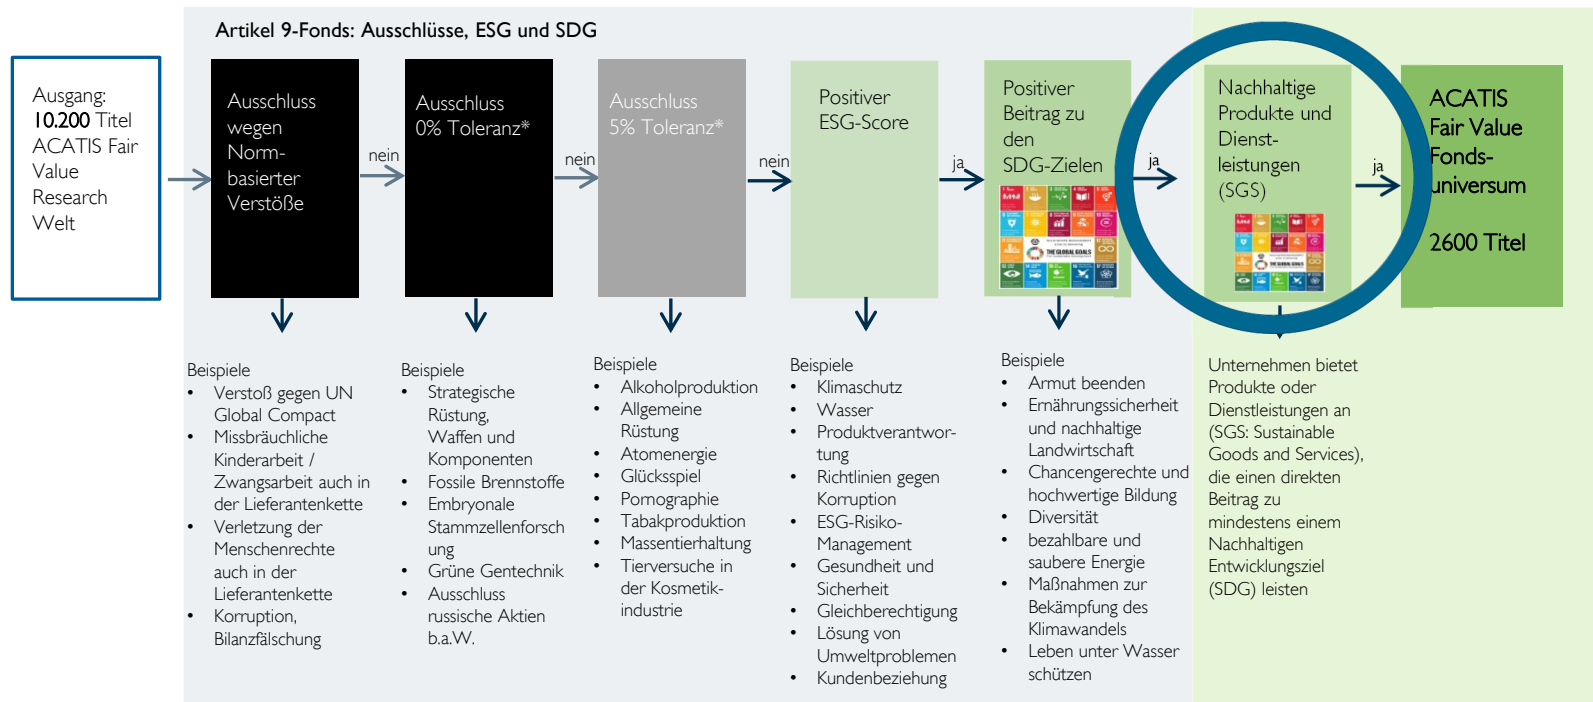 Artikel 9-Fonds: Ausschlüsse, ESG und SDG
Ausgang:
10.200 Titel
ACATIS Fair
Value
Research
Welt
Ausschluss
wegen
Norm-
basierter
Verstöße
nein
Ausschluss
0% Toleranz*
nein
Ausschluss
5% Toleranz*
nein
Positiver
ESG-Score
ja
Positiver
Beitrag zu
den
SDG-Zielen
THE GLOBAL GOALS
ja
Nachhaltige
Produkte und
Dienst-
leistungen
(SGS)
THE GLOBAL GOALS
ja
ACATIS
Fair Value
Fonds-
universum
2600 Titel
Beispiele
• Verstoß gegen UN
Global Compact
• Missbräuchliche
Kinderarbeit /
Zwangsarbeit auch in
der Lieferantenkette
• Verletzung der
Menschenrechte
auch in der
Lieferantenkette
• Korruption,
Bilanzfälschung
Beispiele
• Strategische
Rüstung,
Waffen und
Komponenten
• Fossile Brennstoffe
• Embryonale
Stammzellenforsch
ung
• Grüne Gentechnik
• Ausschluss
russische Aktien
b.a.W.
Beispiele
• Alkoholproduktion
• Allgemeine
Rüstung
• Atomenergie
• Glücksspiel
• Pornographie
• Tabakproduktion
• Massentierhaltung
• Tierversuche in
der Kosmetik-
industrie
Beispiele
• Klimaschutz
• Wasser
• Produktverantwor-
tung
• Richtlinien gegen
Korruption
• ESG-Risiko-
Management
• Gesundheit und
Sicherheit
• Gleichberechtigung
• Lösung von
Umweltproblemen
• Kundenbeziehung
Beispiele
• Armut beenden
• Ernährungssicherheit
und nachhaltige
Landwirtschaft
• Chancengerechte und
hochwertige Bildung
• Diversität
• bezahlbare und
saubere Energie
• Maßnahmen zur
Bekämpfung des
Klimawandels
• Leben unter Wasser
schützen
Unternehmen bietet
Produkte oder
Dienstleistungen an
(SGS: Sustainable
Goods and Services),
die einen direkten
Beitrag zu
mindestens einem
Nachhaltigen
Entwicklungsziel
(SDG) leisten